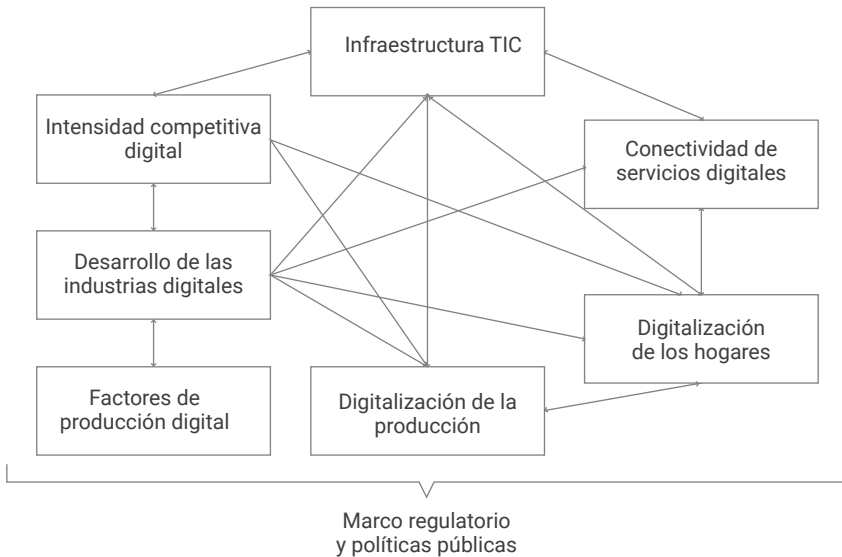 Infraestructura TIC
Intensidad competitiva
digital
Conectividad de
servicios digitales
Desarrollo de las
industrias digitales
Digitalización
de los hogares
Factores de
producción digital
Digitalización de la
producción
Marco regulatorio
y políticas públicas